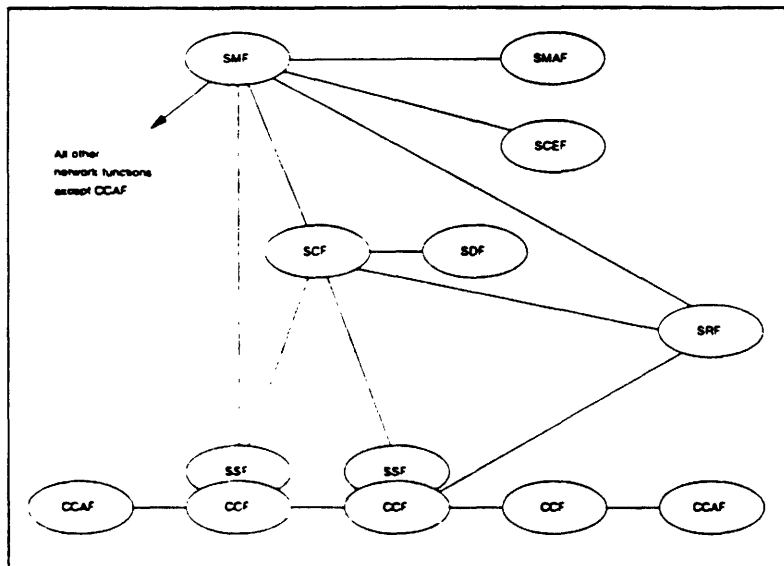 SMF
SMAF
SCEF
All other
network functions
except CCAF
SCF
SDF
SRF
SSF
SSF
CCAF
CCF
CCF
CCF
CCAF